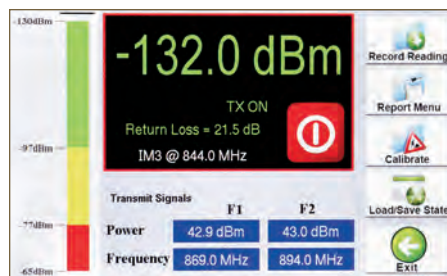 -130dBm
-132.0 dBm
TX ON
Return Loss = 21.5 dB
IM3 @ 844.0 MHz
-97dBm
-77dBm
-65dBm
Transmit Signals
F1 F2
Power 42.9 dBm 43.0 dBm
Frequency 869.0 MHz 894.0 MHz
Record Reading
Report Menu
Calibrate
Load/Save State
Exit